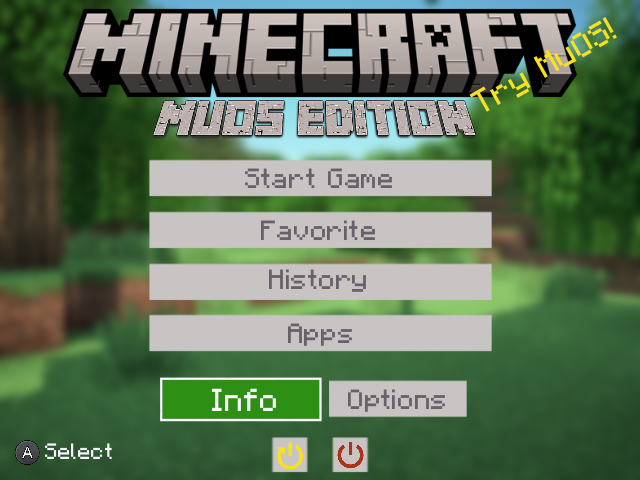 MINECRAFT
MUOS EDITION
Try MuOS!
Start Game
Favorite
History
Apps
Info
Options
A Select